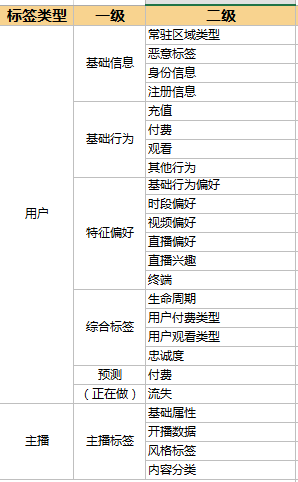 标签类型 一级 二级
常驻区域类型
基础信息 恶意标签
身份信息
注册信息
充值
基础行为 付费
观看
其他行为
基础行为偏好
时段偏好
用户 特征偏好 视频偏好
直播偏好
直播兴趣
终端
生命周期
综合标签 用户付费类型
用户观看类型
忠诚度
预测 付费
（正在做） 流失
基础属性
主播 主播标签 开播数据
风格标签
内容分类